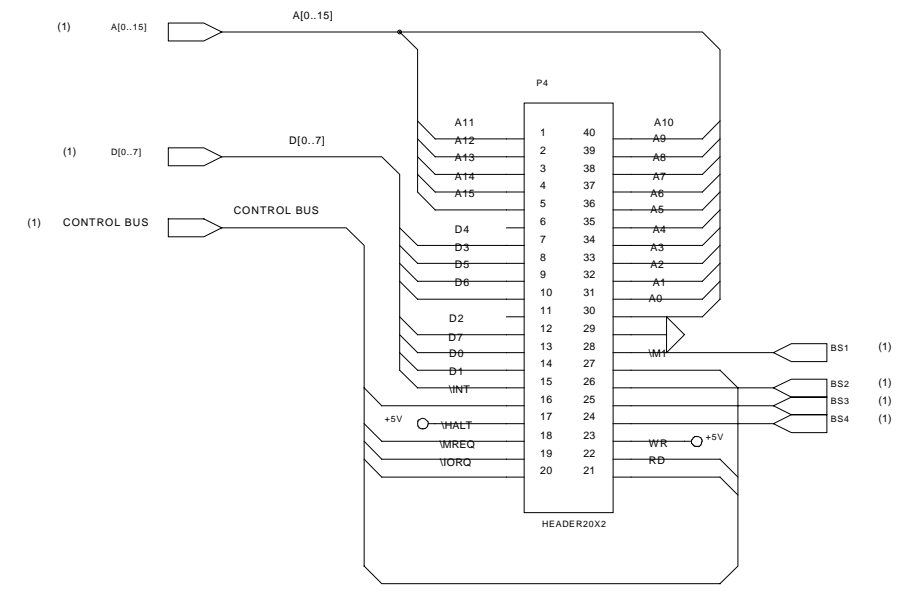 (1) A[0..15] A[0..15]
P4
A11 A10
1 40
A12 A9
2 39
A13 A8
3 38
A14 A7
4 37
A15 A6
5 36
A5
6 35
D4 A4
7 34
D3 A3
8 33
D5 A2
9 32
D6 A1
10 31
A0
11 30
D2
12 29
D7
13 28
D0 \M1
14 27
D1
15 26
\INT
16 25
17 24
+5V
\HALT
18 23
\MREQ WR +5V
19 22
\IORQ RD
20 21
HEADER20X2
(1) D[0..7] D[0..7]
(1) CONTROL BUS CONTROL BUS
BS1 (1)
BS2 (1)
BS3 (1)
BS4 (1)